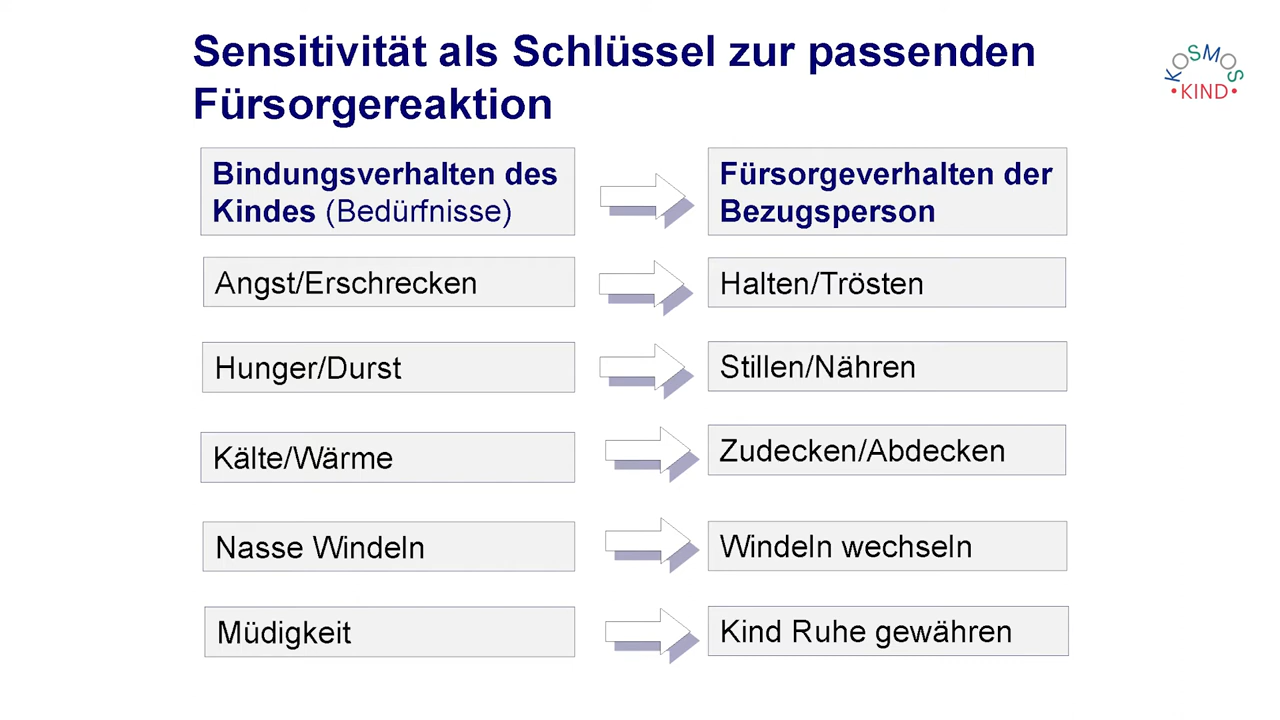 Sensitivität als Schlüssel zur passenden
Fürsorgereaktion
KOSMOS
•KIND•
Bindungsverhalten des
Kindes (Bedürfnisse)
Fürsorgeverhalten der
Bezugsperson
Angst/Erschrecken
Halten/Trösten
Hunger/Durst
Stillen/Nähren
Kälte/Wärme
Zudecken/Abdecken
Nasse Windeln
Windeln wechseln
Müdigkeit
Kind Ruhe gewähren